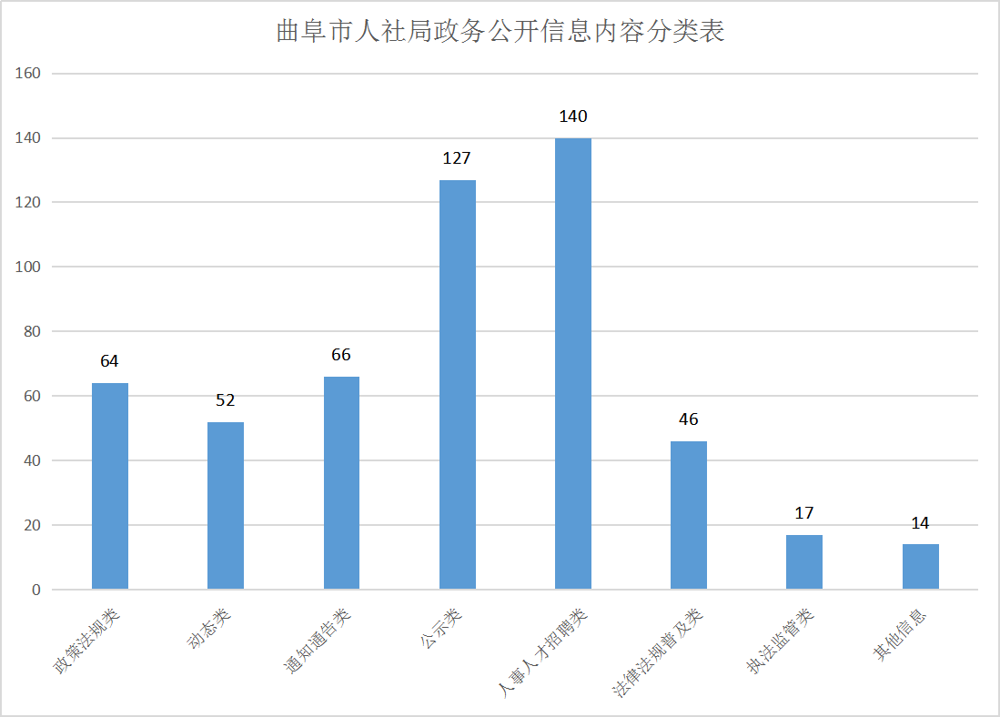 曲阜市人社局政务公开信息内容分类表
160
140
120
100
80
60
40
20
0
64
52
66
127
140
46
17
14
政策法规类
动态类
通知通告类
公示类
人事人才招聘类
法律法规普及类
执法监管类
其他信息